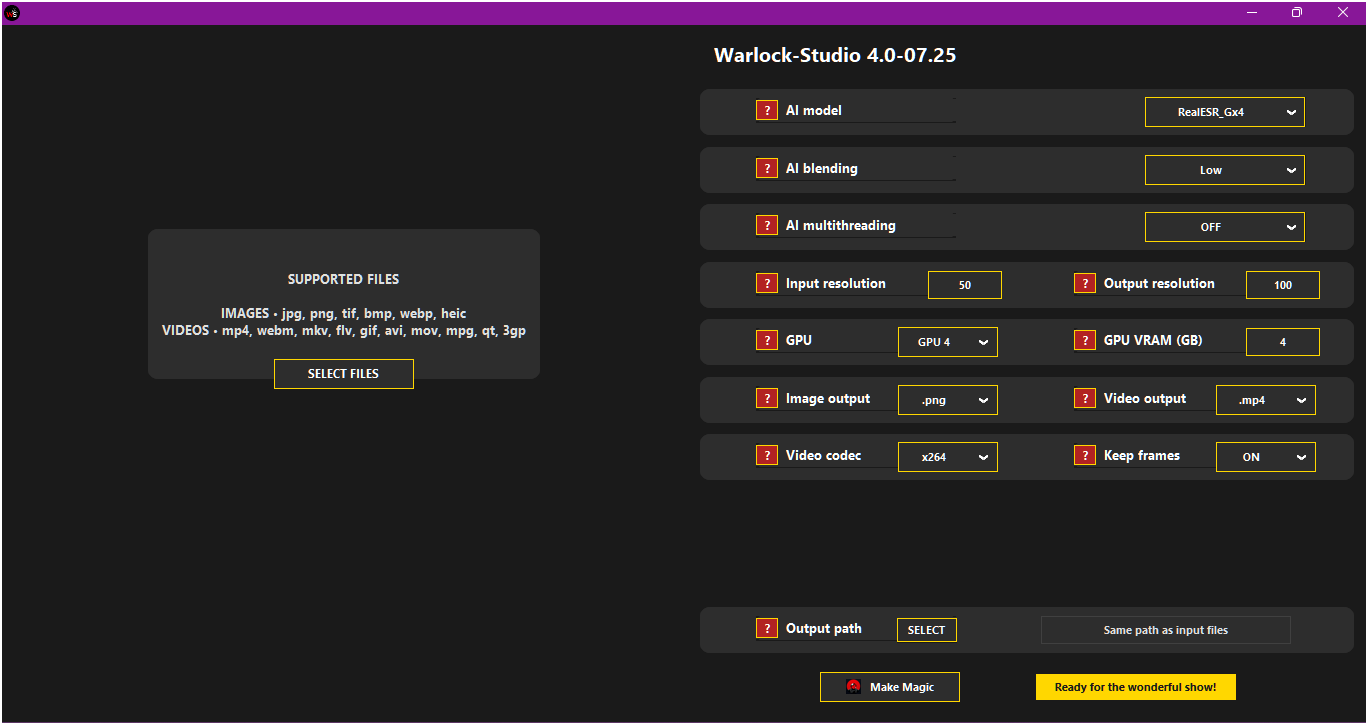 WS
Warlock-Studio 4.0-07.25
? AI model RealESR_Gx4
? AI blending Low
? AI multithreading OFF
? Input resolution 50 ? Output resolution 100
? GPU GPU 4 ? GPU VRAM (GB) 4
? Image output .png ? Video output .mp4
? Video codec x264 ? Keep frames ON
SUPPORTED FILES
IMAGES • jpg, png, tif, bmp, webp, heic
VIDEOS • mp4, webm, mkv, flv, gif, avi, mov, mpg, qt, 3gp
SELECT FILES
? Output path SELECT Same path as input files
Make Magic Ready for the wonderful show!